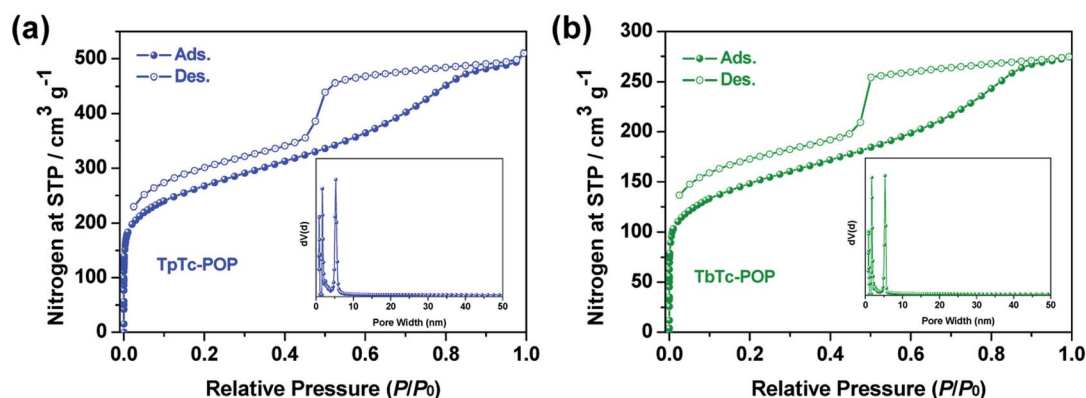 (a)
Nitrogen at STP / cm3 g-1
500
400
300
200
100
0
Ads.
Des.
TpTc-POP
dV(d)
0 10 20 30 40 50
Pore Width (nm)
0.0 0.2 0.4 0.6 0.8 1.0
Relative Pressure (P/P0)
(b)
Nitrogen at STP / cm3 g-1
300
250
200
150
100
50
0
Ads.
Des.
TbTc-POP
dV(d)
0 10 20 30 40 50
Pore Width (nm)
0.0 0.2 0.4 0.6 0.8 1.0
Relative Pressure (P/P0)